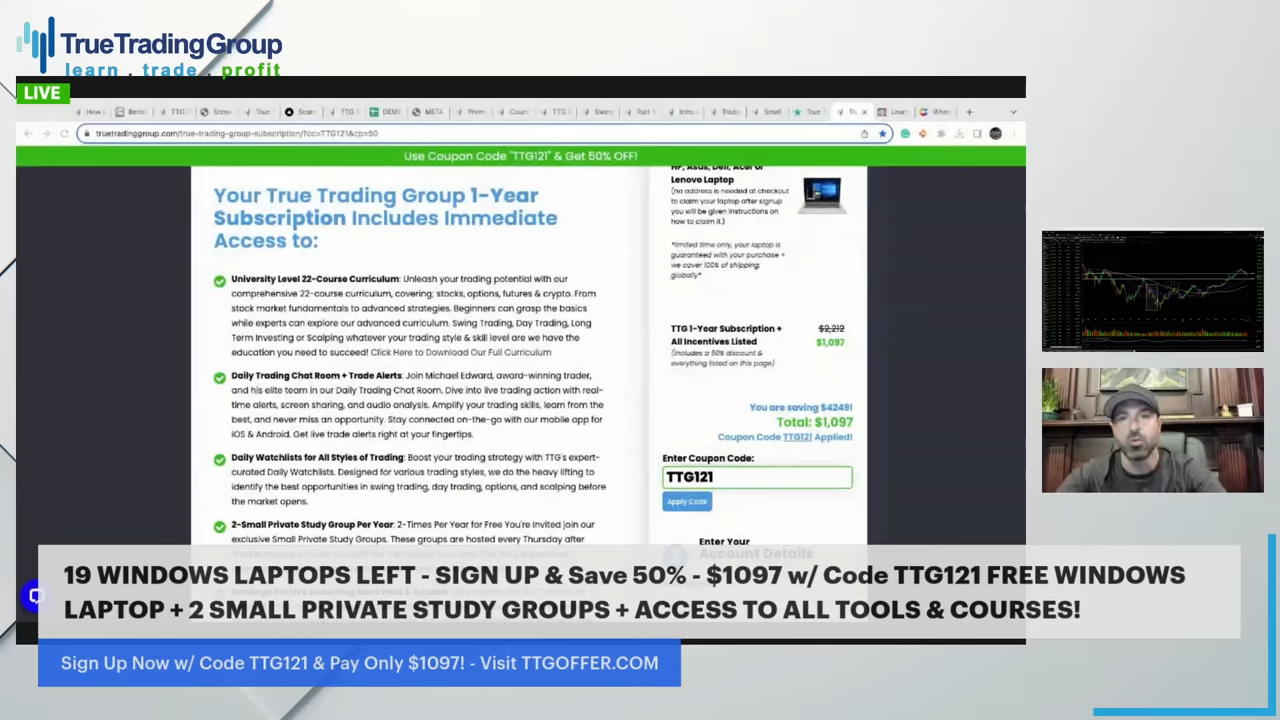 TrueTradingGroup
learn . trade . profit
LIVE
truetradinggroup.com/true-trading-group-subscription/?cc=TTG121&cp=50
Use Coupon Code "TTG121" & Get 50% OFF!
Your True Trading Group 1-Year
Subscription Includes Immediate
Access to:
University Level 22-Course Curriculum: Unleash your trading potential with our
comprehensive 22-course curriculum, covering: stocks, options, futures & crypto. From
stock market fundamentals to advanced strategies. Beginners can grasp the basics
while experts can explore our advanced curriculum. Swing Trading, Day Trading, Long
Term Investing or Scalping whatever your trading style & skill level are we have the
education you need to succeed! Click Here to Download Our Full Curriculum
Daily Trading Chat Room + Trade Alerts: Join Michael Edward, award-winning trader,
and his elite team in our Daily Trading Chat Room. Dive into live trading action with real-
time alerts, screen sharing, and audio analysis. Amplify your trading skills, learn from the
best, and never miss an opportunity. Stay connected on-the-go with our mobile app for
iOS & Android. Get live trade alerts right at your fingertips.
Daily Watchlists for All Styles of Trading: Boost your trading strategy with TTG's expert-
curated Daily Watchlists. Designed for various trading styles, we do the heavy lifting to
identify the best opportunities in swing trading, day trading, options, and scalping before
the market opens.
2-Small Private Study Group Per Year: 2-Times Per Year for Free You're Invited join our
exclusive Small Private Study Groups. These groups are hosted every Thursday after
HP, Asus, Dell, Acer or
Lenovo Laptop
(no address is needed at checkout
to claim your laptop after signup
you will be given instructions on
how to claim it.)
*limited time only, your laptop is
guaranteed with your purchase +
we cover 100% of shipping,
globally*
TTG 1-Year Subscription + $2,212
All Incentives Listed $1,097
(includes a 50% discount &
everything listed on this page)
You are saving $4249!
Total: $1,097
Coupon Code TTG121 Applied!
Enter Coupon Code:
TTG121
Apply Code
Enter Your
Account Details
19 WINDOWS LAPTOPS LEFT - SIGN UP & Save 50% - $1097 w/ Code TTG121 FREE WINDOWS
LAPTOP + 2 SMALL PRIVATE STUDY GROUPS + ACCESS TO ALL TOOLS & COURSES!
Sign Up Now w/ Code TTG121 & Pay Only $1097! - Visit TTGOFFER.COM